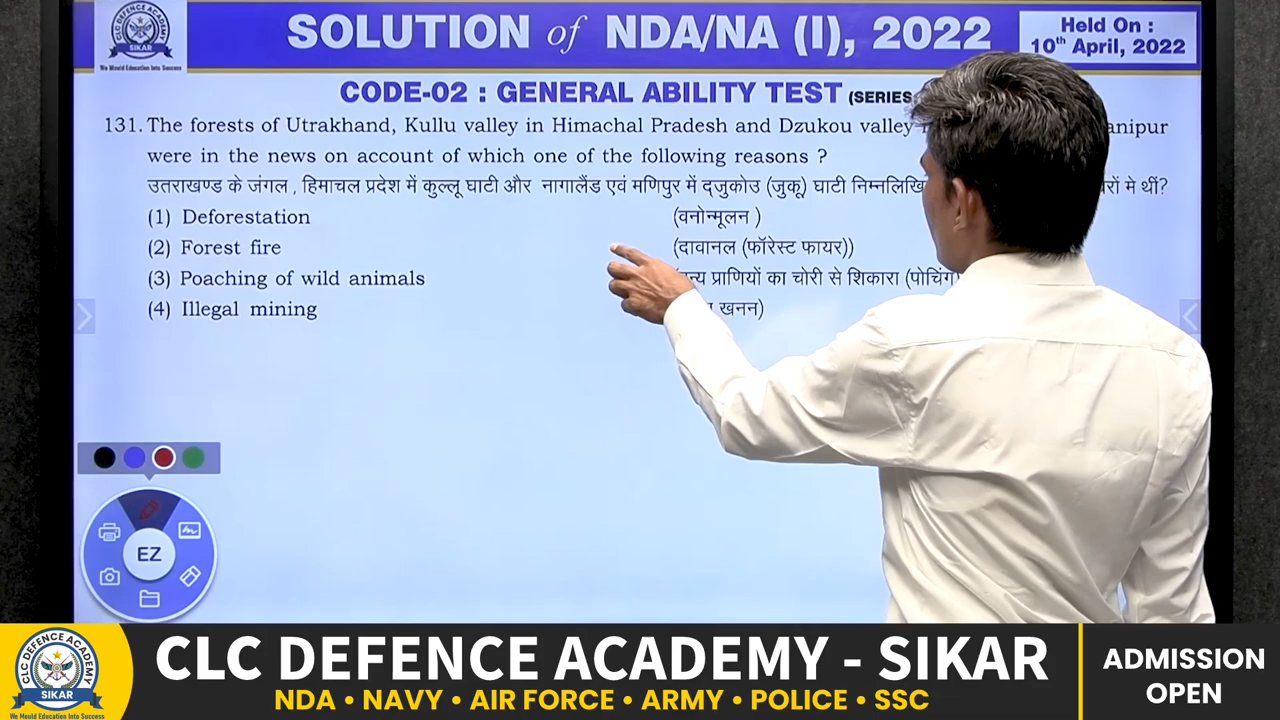 CLC DEFENCE ACADEMY
SIKAR
We Mould Education Into Success
SOLUTION of NDA/NA (I), 2022
Held On :
10th April, 2022
CODE-02 : GENERAL ABILITY TEST (SERIES
131. The forests of Utrakhand, Kullu valley in Himachal Pradesh and Dzukou valley anipur
were in the news on account of which one of the following reasons ?
उतराखण्ड के जंगल , हिमाचल प्रदेश में कुल्लू घाटी और नागालैंड एवं मणिपुर में द्जुकोउ (जुकू) घाटी निम्नलिखि रों मे थीं?
(1) Deforestation (वनोन्मूलन )
(2) Forest fire (दावानल (फॉरेस्ट फायर))
(3) Poaching of wild animals न्य प्राणियों का चोरी से शिकारा (पोचिंग)
(4) Illegal mining खनन)
EZ
CLC DEFENCE ACADEMY
SIKAR
We Mould Education Into Success
CLC DEFENCE ACADEMY - SIKAR
NDA • NAVY • AIR FORCE • ARMY • POLICE • SSC
ADMISSION
OPEN